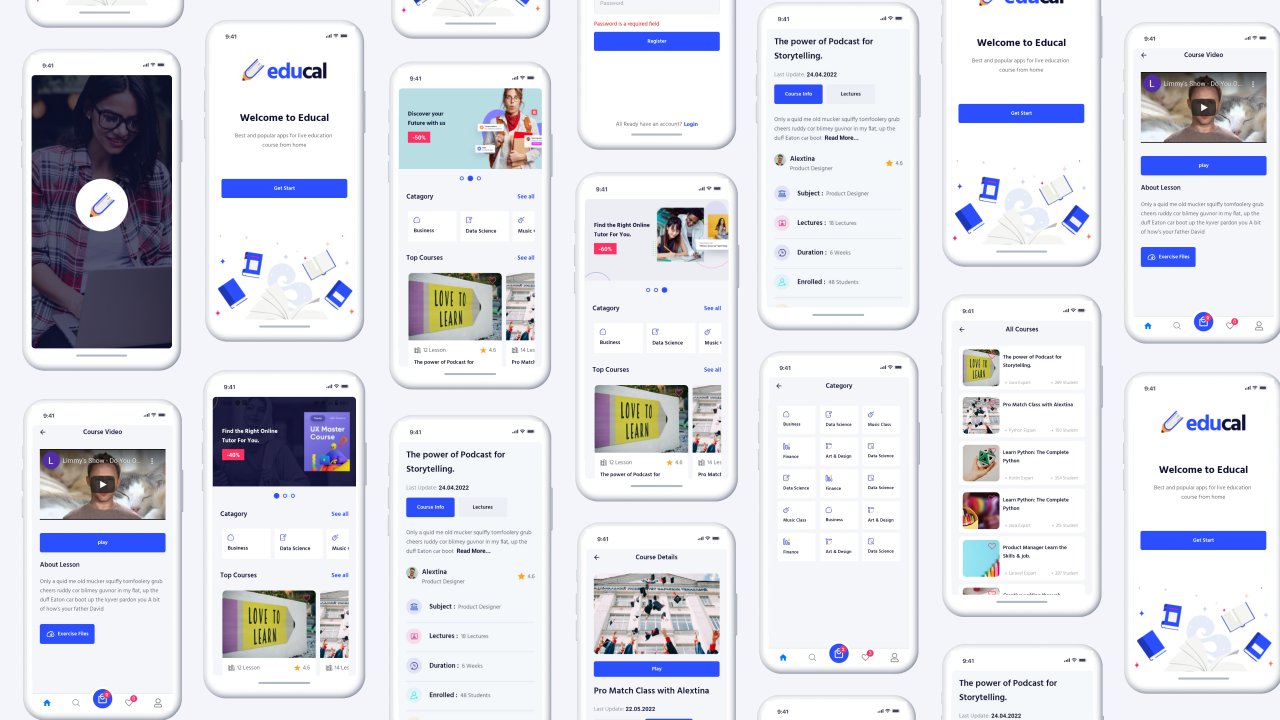 9:41
9:41
Course Video
L Limmy's Show - Do You O...
play
About Lesson
Only a quid me old mucker squiffy tomfoolery grub
cheers ruddy cor blimey guvnor in my flat, up the
duff Eaton car boot up the kyver pardon you A bit
of how's your father David
Exercise Files
9:41
educal
Welcome to Educal
Best and popular apps for live education
course from home
Get Start
9:41
Find the Right Online
Tutor For You.
-40%
UX Master
Course
Catagory
See all
Business
Data Science
Music
Top Courses
See all
LOVE TO
LEARN
12 Lesson
4.6
14 Les
9:41
Discover your
Future with us
-50%
Catagory
See all
Business
Data Science
Music
Top Courses
See all
LOVE TO
LEARN
12 Lesson
4.6
14 Les
The power of Podcast for
Pro Match
9:41
The power of Podcast for
Storytelling.
Last Update: 24.04.2022
Course Info
Lectures
Only a quid me old mucker squiffy tomfoolery grub
cheers ruddy cor blimey guvnor in my flat, up the
duff Eaton car boot Read More...
Alextina
4.6
Product Designer
Subject : Product Designer
Lectures : 18 Lectures
Duration : 6 Weeks
Enrolled : 48 Students
Password
Password is a required field
Register
All Ready have an account? Login
9:41
Find the Right Online
Tutor For You.
-60%
Catagory
See all
Business
Data Science
Music
Top Courses
See all
LOVE TO
LEARN
12 Lesson
4.6
14 Les
The power of Podcast for
Pro Match
9:41
Course Details
Play
Pro Match Class with Alextina
Last Update: 22.05.2022
9:41
The power of Podcast for
Storytelling.
Last Update: 24.04.2022
Course Info
Lectures
Only a quid me old mucker squiffy tomfoolery grub
cheers ruddy cor blimey guvnor in my flat, up the
duff Eaton car boot Read More...
Alextina
4.6
Product Designer
Subject : Product Designer
Lectures : 18 Lectures
Duration : 6 Weeks
Enrolled : 48 Students
9:41
Category
Business
Data Science
Music Class
Finance
Art & Design
Data Science
Data Science
Finance
Data Science
Music Class
Business
Art & Design
Finance
Art & Design
Data Science
9:41
educal
Welcome to Educal
Best and popular apps for live education
course from home
Get Start
9:41
All Courses
LOVE TO
LEARN
The power of Podcast for
Storytelling.
Java Expert
Student
Pro Match Class with Alextina
Python Expert
Student
Learn Python: The Complete
Python
Kotlin Expert
Student
Learn Python: The Complete
Python
Java Expert
Student
Product Manager Learn the
Skills & job.
Laravel Expert
Student
9:41
The power of Podcast for
Storytelling.
Last Update: 24.04.2022
9:41
Course Video
L Limmy's Show - Do You O...
play
About Lesson
Only a quid me old mucker squiffy tomfoolery grub
cheers ruddy cor blimey guvnor in my flat, up the
duff Eaton car boot up the kyver pardon you A bit
of how's your father David
Exercise Files
9:41
educal
Welcome to Educal
Best and popular apps for live education
course from home
Get Start